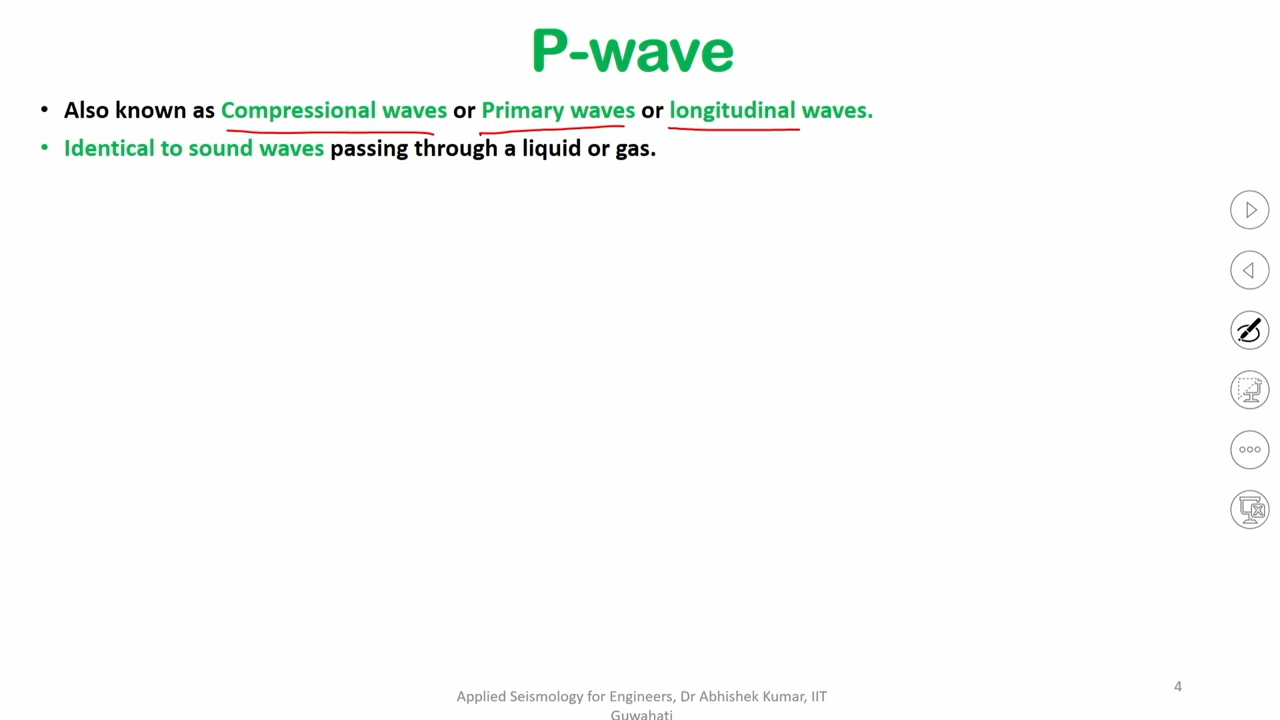 P-wave
• Also known as Compressional waves or Primary waves or longitudinal waves.
• Identical to sound waves passing through a liquid or gas.
Applied Seismology for Engineers, Dr Abhishek Kumar, IIT
Guwahati
4